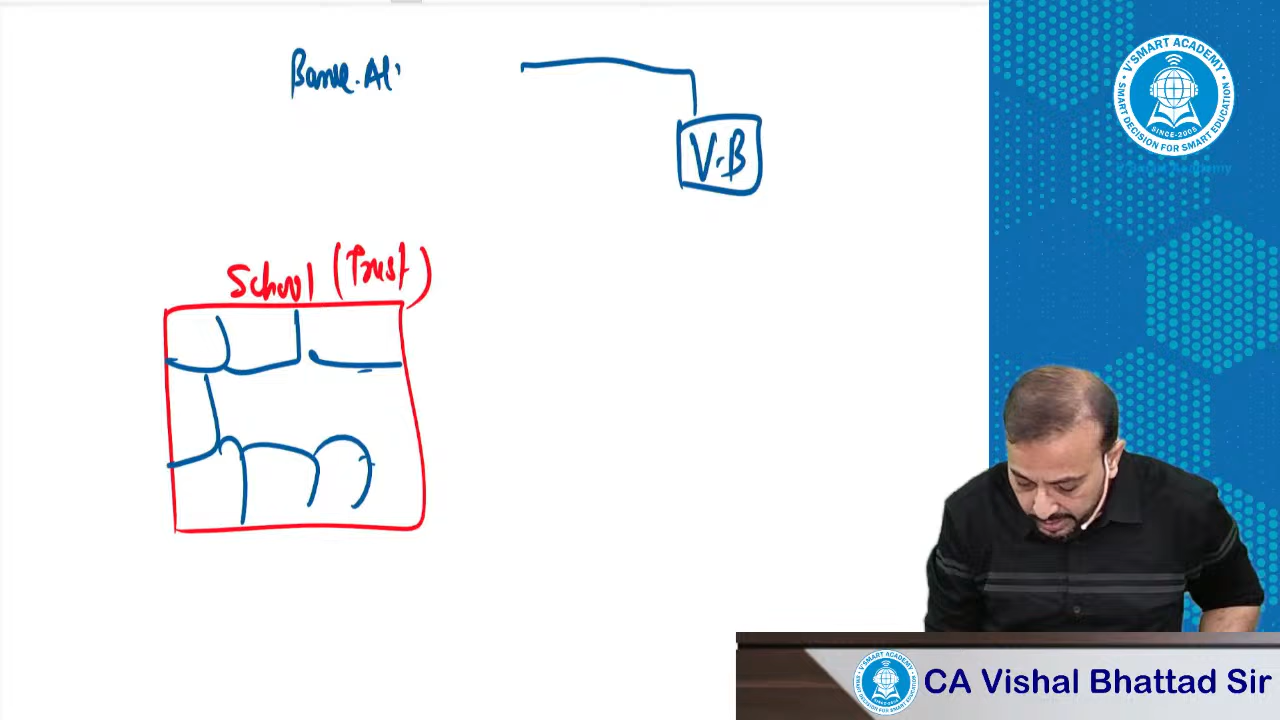 Bank. A/c
V.B
School (Trust)
V'SMART ACADEMY
SMART DECISION FOR SMART EDUCATION
SINCE-2005
CA Vishal Bhattad Sir